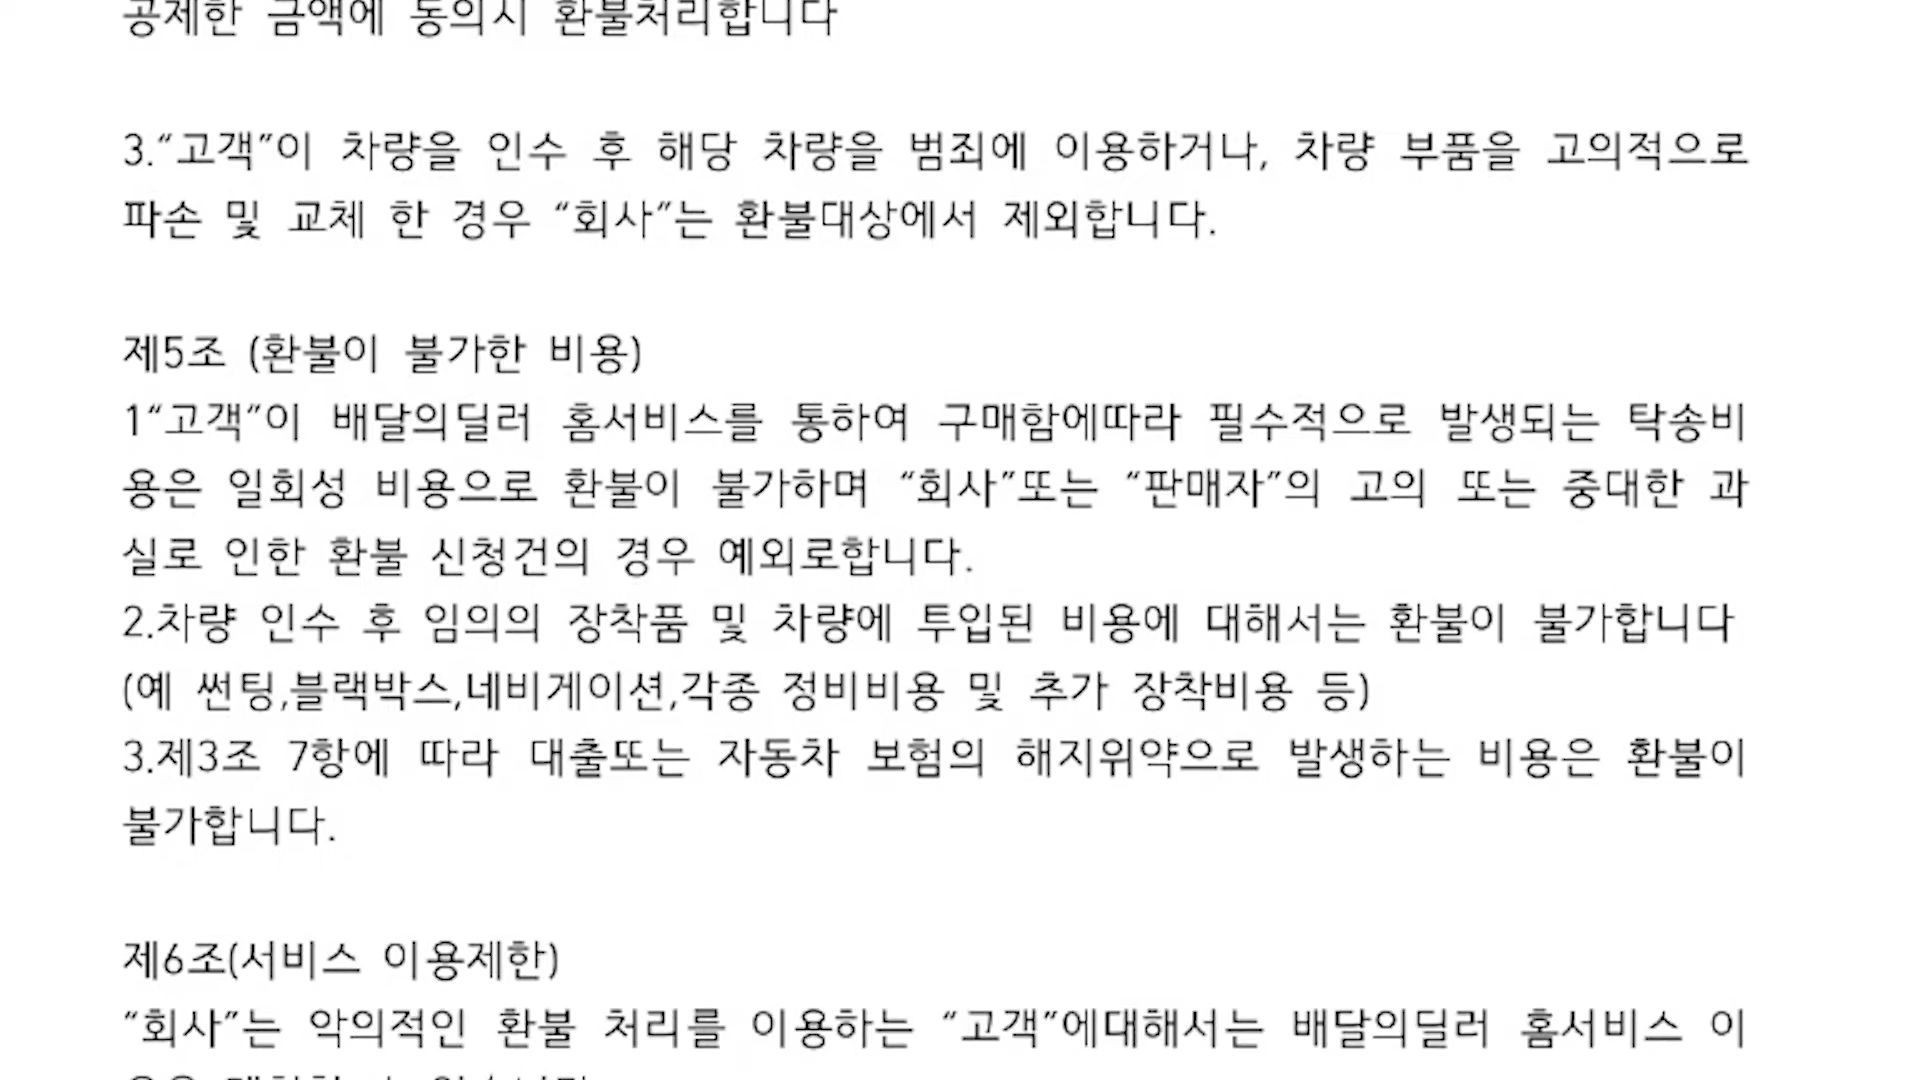 공제한 금액에 동의시 환불처리합니다
3.“고객”이 차량을 인수 후 해당 차량을 범죄에 이용하거나, 차량 부품을 고의적으로
파손 및 교체 한 경우 “회사”는 환불대상에서 제외합니다.
제5조 (환불이 불가한 비용)
1“고객”이 배달의딜러 홈서비스를 통하여 구매함에따라 필수적으로 발생되는 탁송비
용은 일회성 비용으로 환불이 불가하며 “회사”또는 “판매자”의 고의 또는 중대한 과
실로 인한 환불 신청건의 경우 예외로합니다.
2.차량 인수 후 임의의 장착품 및 차량에 투입된 비용에 대해서는 환불이 불가합니다
(예 썬팅,블랙박스,네비게이션,각종 정비비용 및 추가 장착비용 등)
3.제3조 7항에 따라 대출또는 자동차 보험의 해지위약으로 발생하는 비용은 환불이
불가합니다.
제6조(서비스 이용제한)
“회사”는 악의적인 환불 처리를 이용하는 “고객”에대해서는 배달의딜러 홈서비스 이